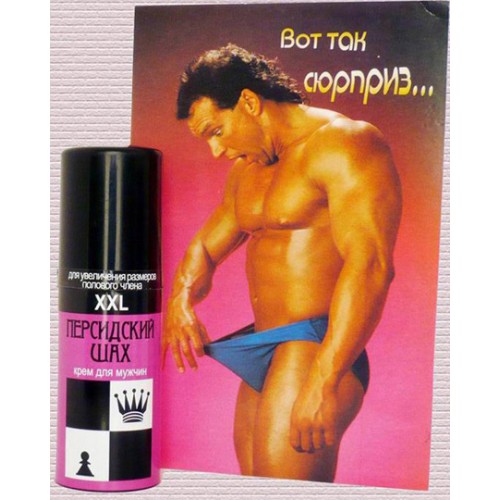 Вот так
сюрприз...
для увеличения размеров
полового члена
XXL
ПЕРСИДСКИЙ
ШАХ
крем для мужчин